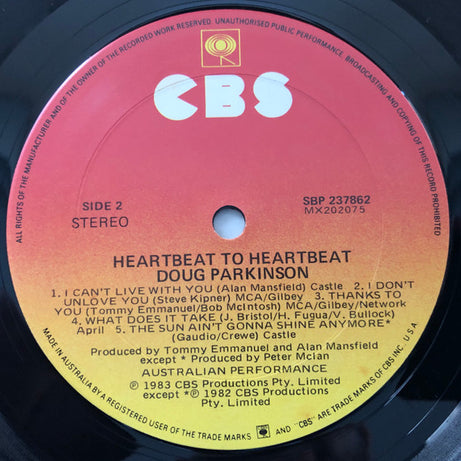 ALL RIGHTS OF THE MANUFACTURER AND OF THE OWNER OF THE RECORDED WORK RESERVED. UNAUTHORISED PUBLIC PERFORMANCE, BROADCASTING AND COPYING OF THIS RECORD PROHIBITED
CBS
SIDE 2
STEREO
SBP 237862
MX202075
HEARTBEAT TO HEARTBEAT
DOUG PARKINSON
1. I CAN'T LIVE WITH YOU (Alan Mansfield) Castle 2. I DON'T
UNLOVE YOU (Steve Kipner) MCA/Gilbey 3. THANKS TO
YOU (Tommy Emmanuel/Bob McIntosh) MCA/Gilbey/Network
4. WHAT DOES IT TAKE (J. Bristol/H. Fugua/V. Bullock)
April 5. THE SUN AIN'T GONNA SHINE ANYMORE*
(Gaudio/Crewe) Castle
Produced by Tommy Emmanuel and Alan Mansfield
except * Produced by Peter Mcian
AUSTRALIAN PERFORMANCE
℗ 1983 CBS Productions Pty. Limited
except *℗ 1982 CBS Productions
Pty. Limited
MADE IN AUSTRALIA BY A REGISTERED USER OF THE TRADE MARKS AND "CBS" ARE TRADE MARKS OF CBS INC. U.S.A.